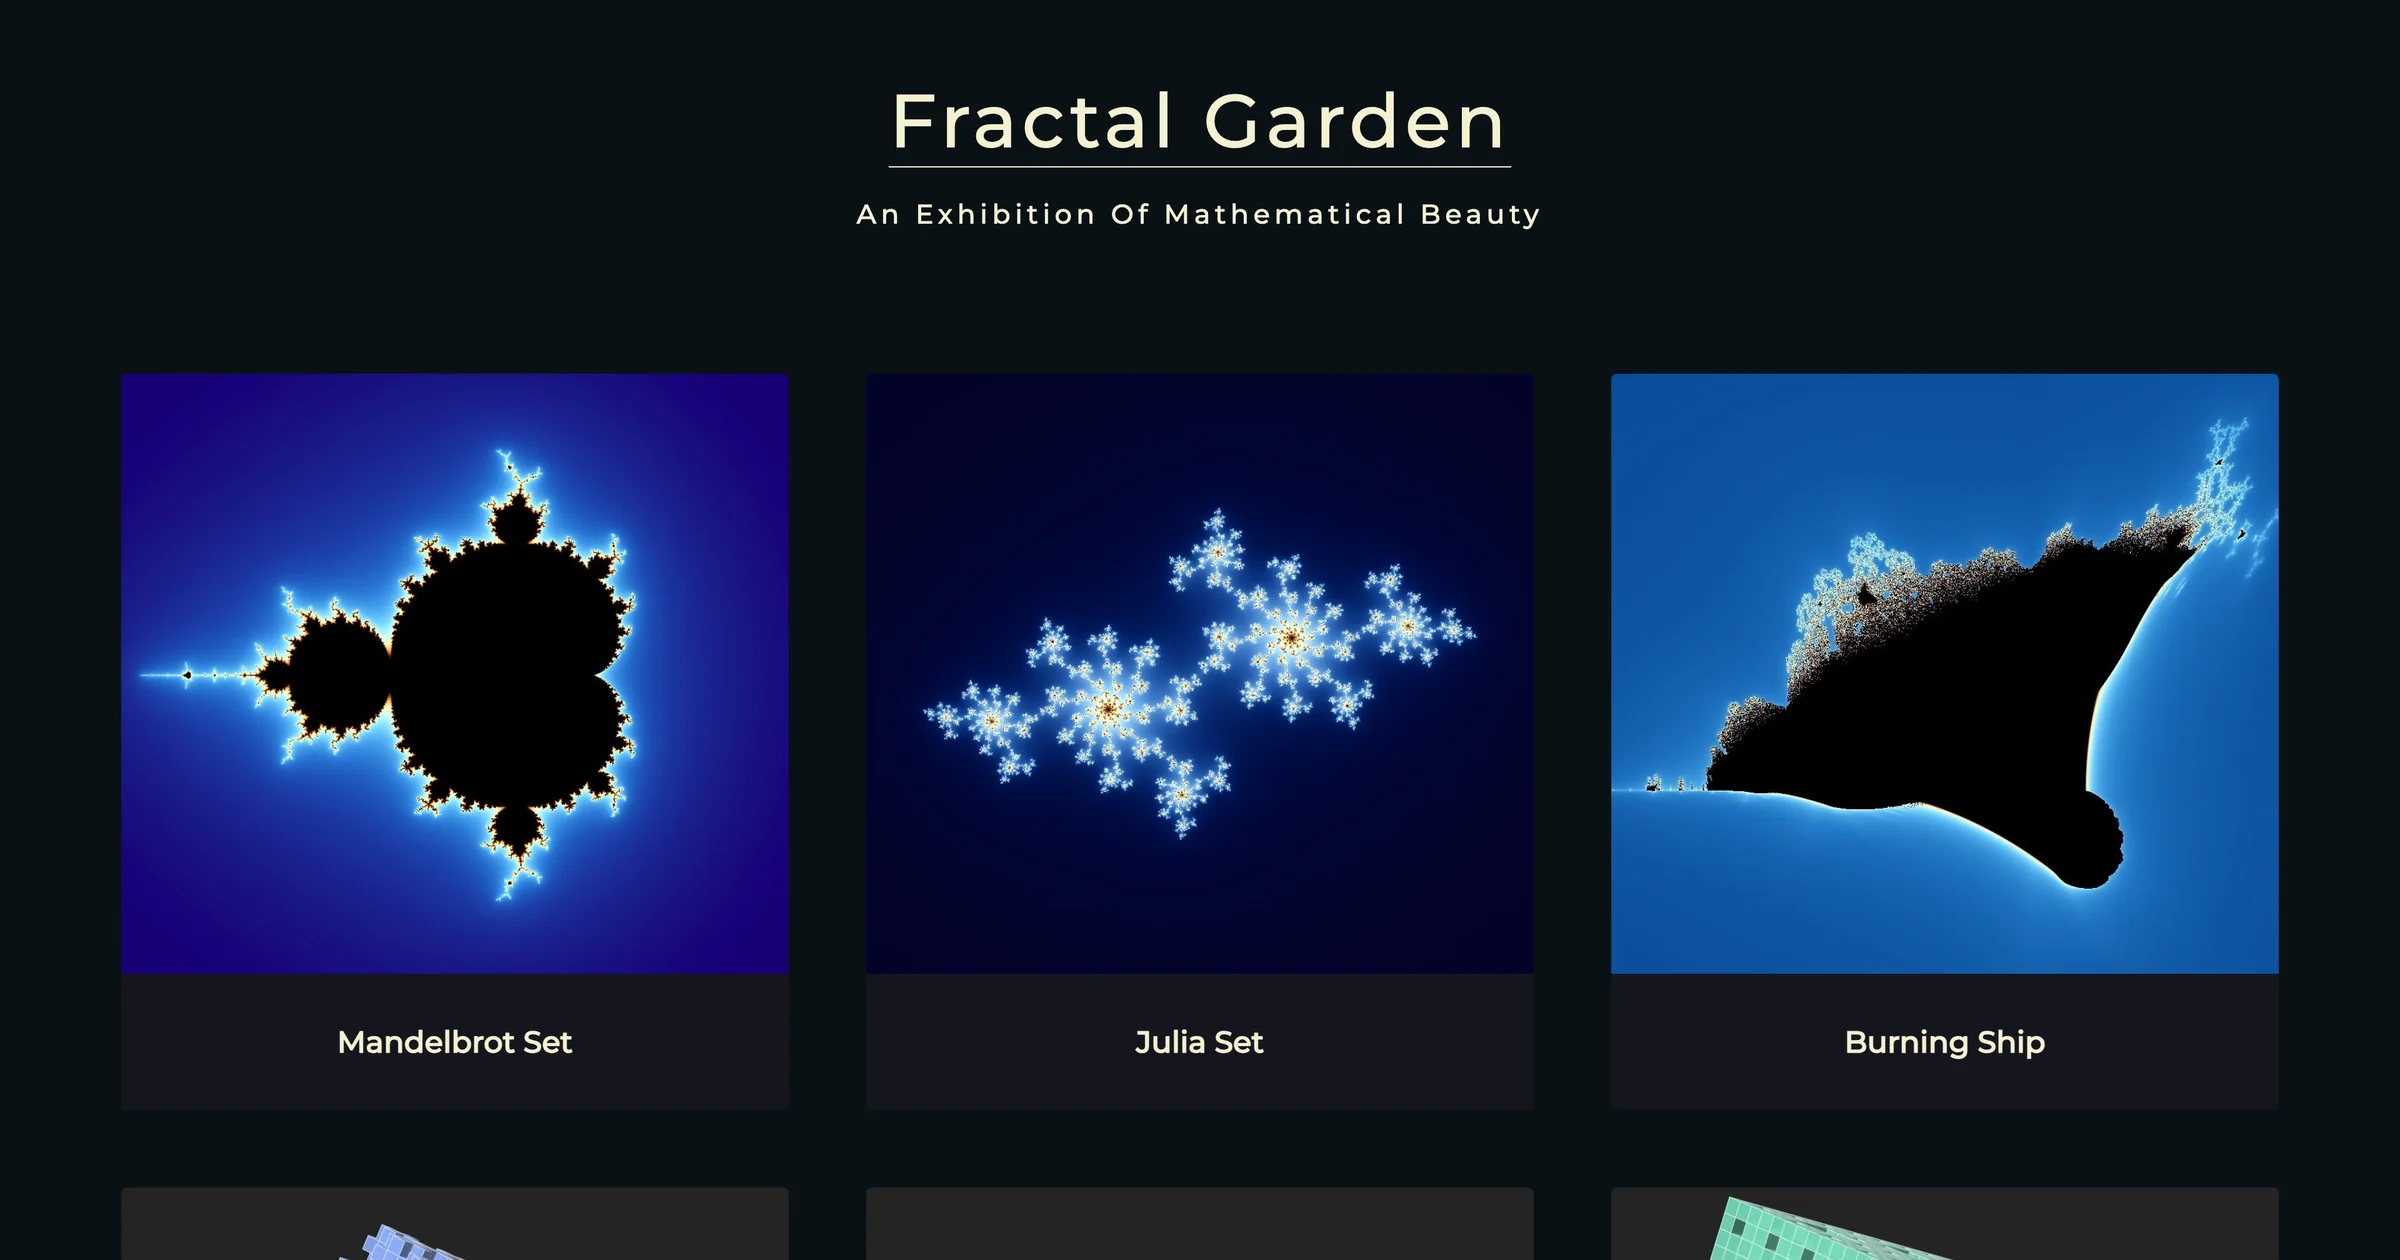 Fractal Garden
An Exhibition Of Mathematical Beauty
Mandelbrot Set
Julia Set
Burning Ship